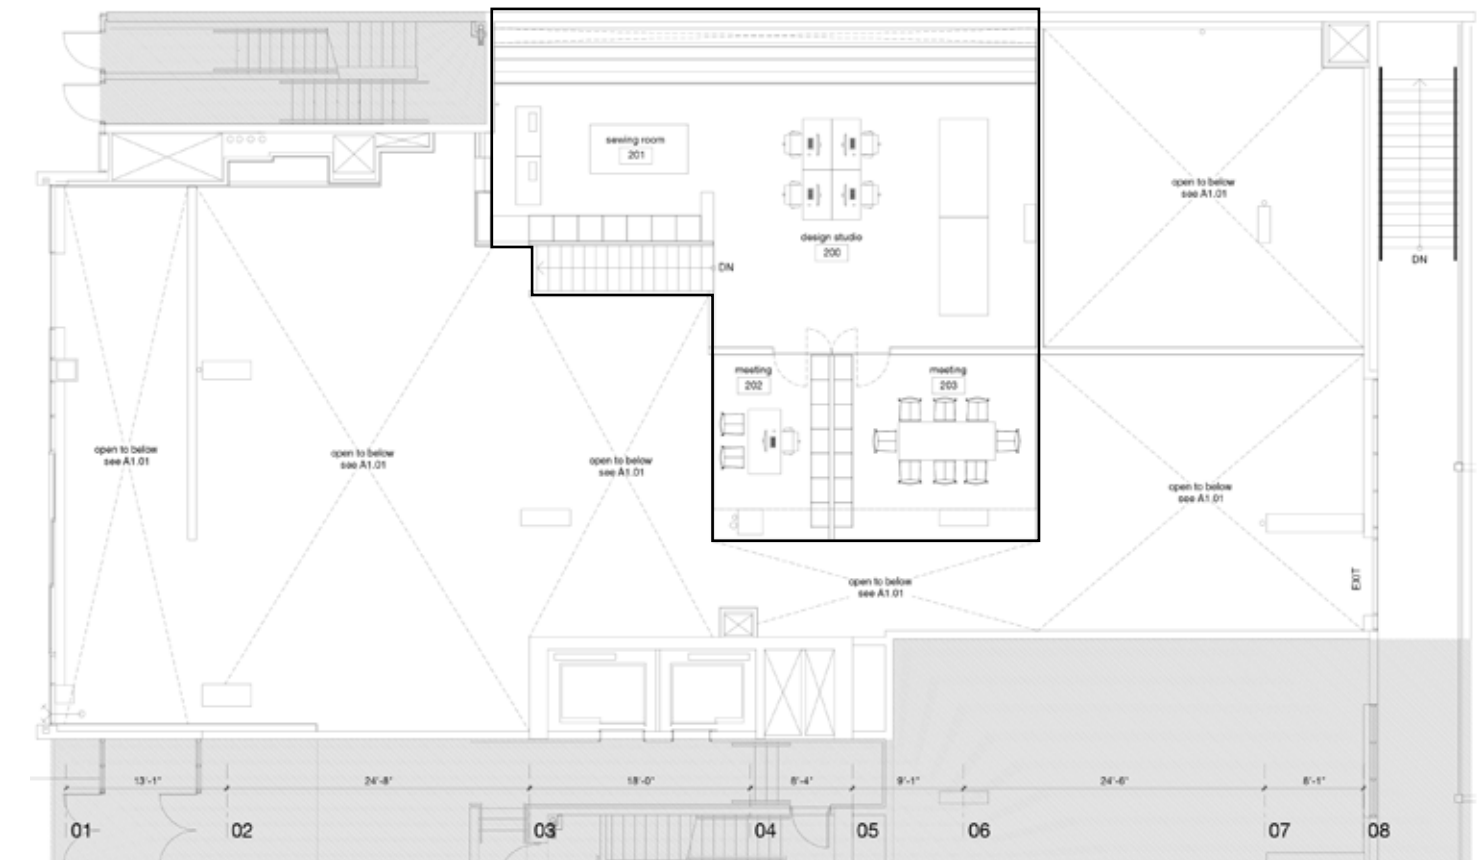 sewing room
201
design studio
200
DN
open to below
see A1.01
DN
meeting
202
meeting
203
open to below
see A1.01
open to below
see A1.01
open to below
see A1.01
open to below
see A1.01
open to below
see A1.01
EXIT
13'-1"
24'-8"
18'-0"
8'-4"
9'-1"
24'-6"
8'-1"
01
02
03
04
05
06
07
08